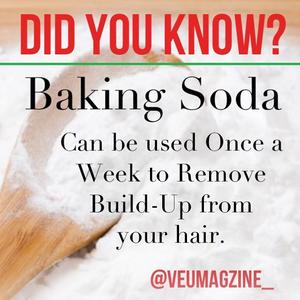 DID YOU KNOW?
Baking Soda
Can be used Once a
Week to Remove
Build-Up from
your hair.
@VEUMAGZINE_